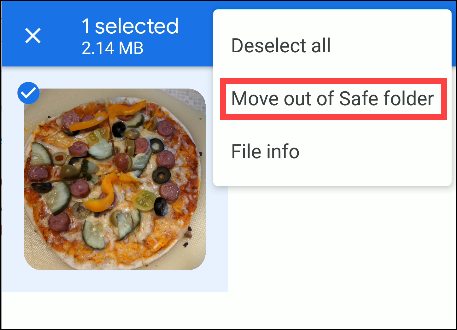 1 selected
2.14 MB
Deselect all
Move out of Safe folder
File info